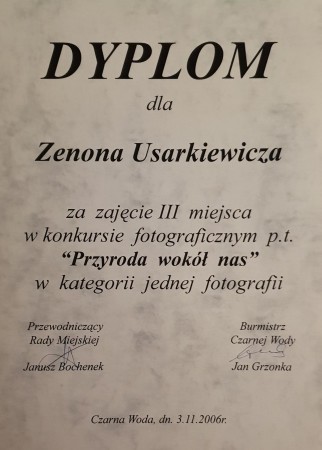 DYPLOM
dla
Zenona Usarkiewicza
za zajęcie III miejsca
w konkursie fotograficznym p.t.
“Przyroda wokół nas”
w kategorii jednej fotografii
Przewodniczący
Rady Miejskiej
Janusz Bochenek
Burmistrz
Czarnej Wody
Jan Grzonka
Czarna Woda, dn. 3.11.2006r.